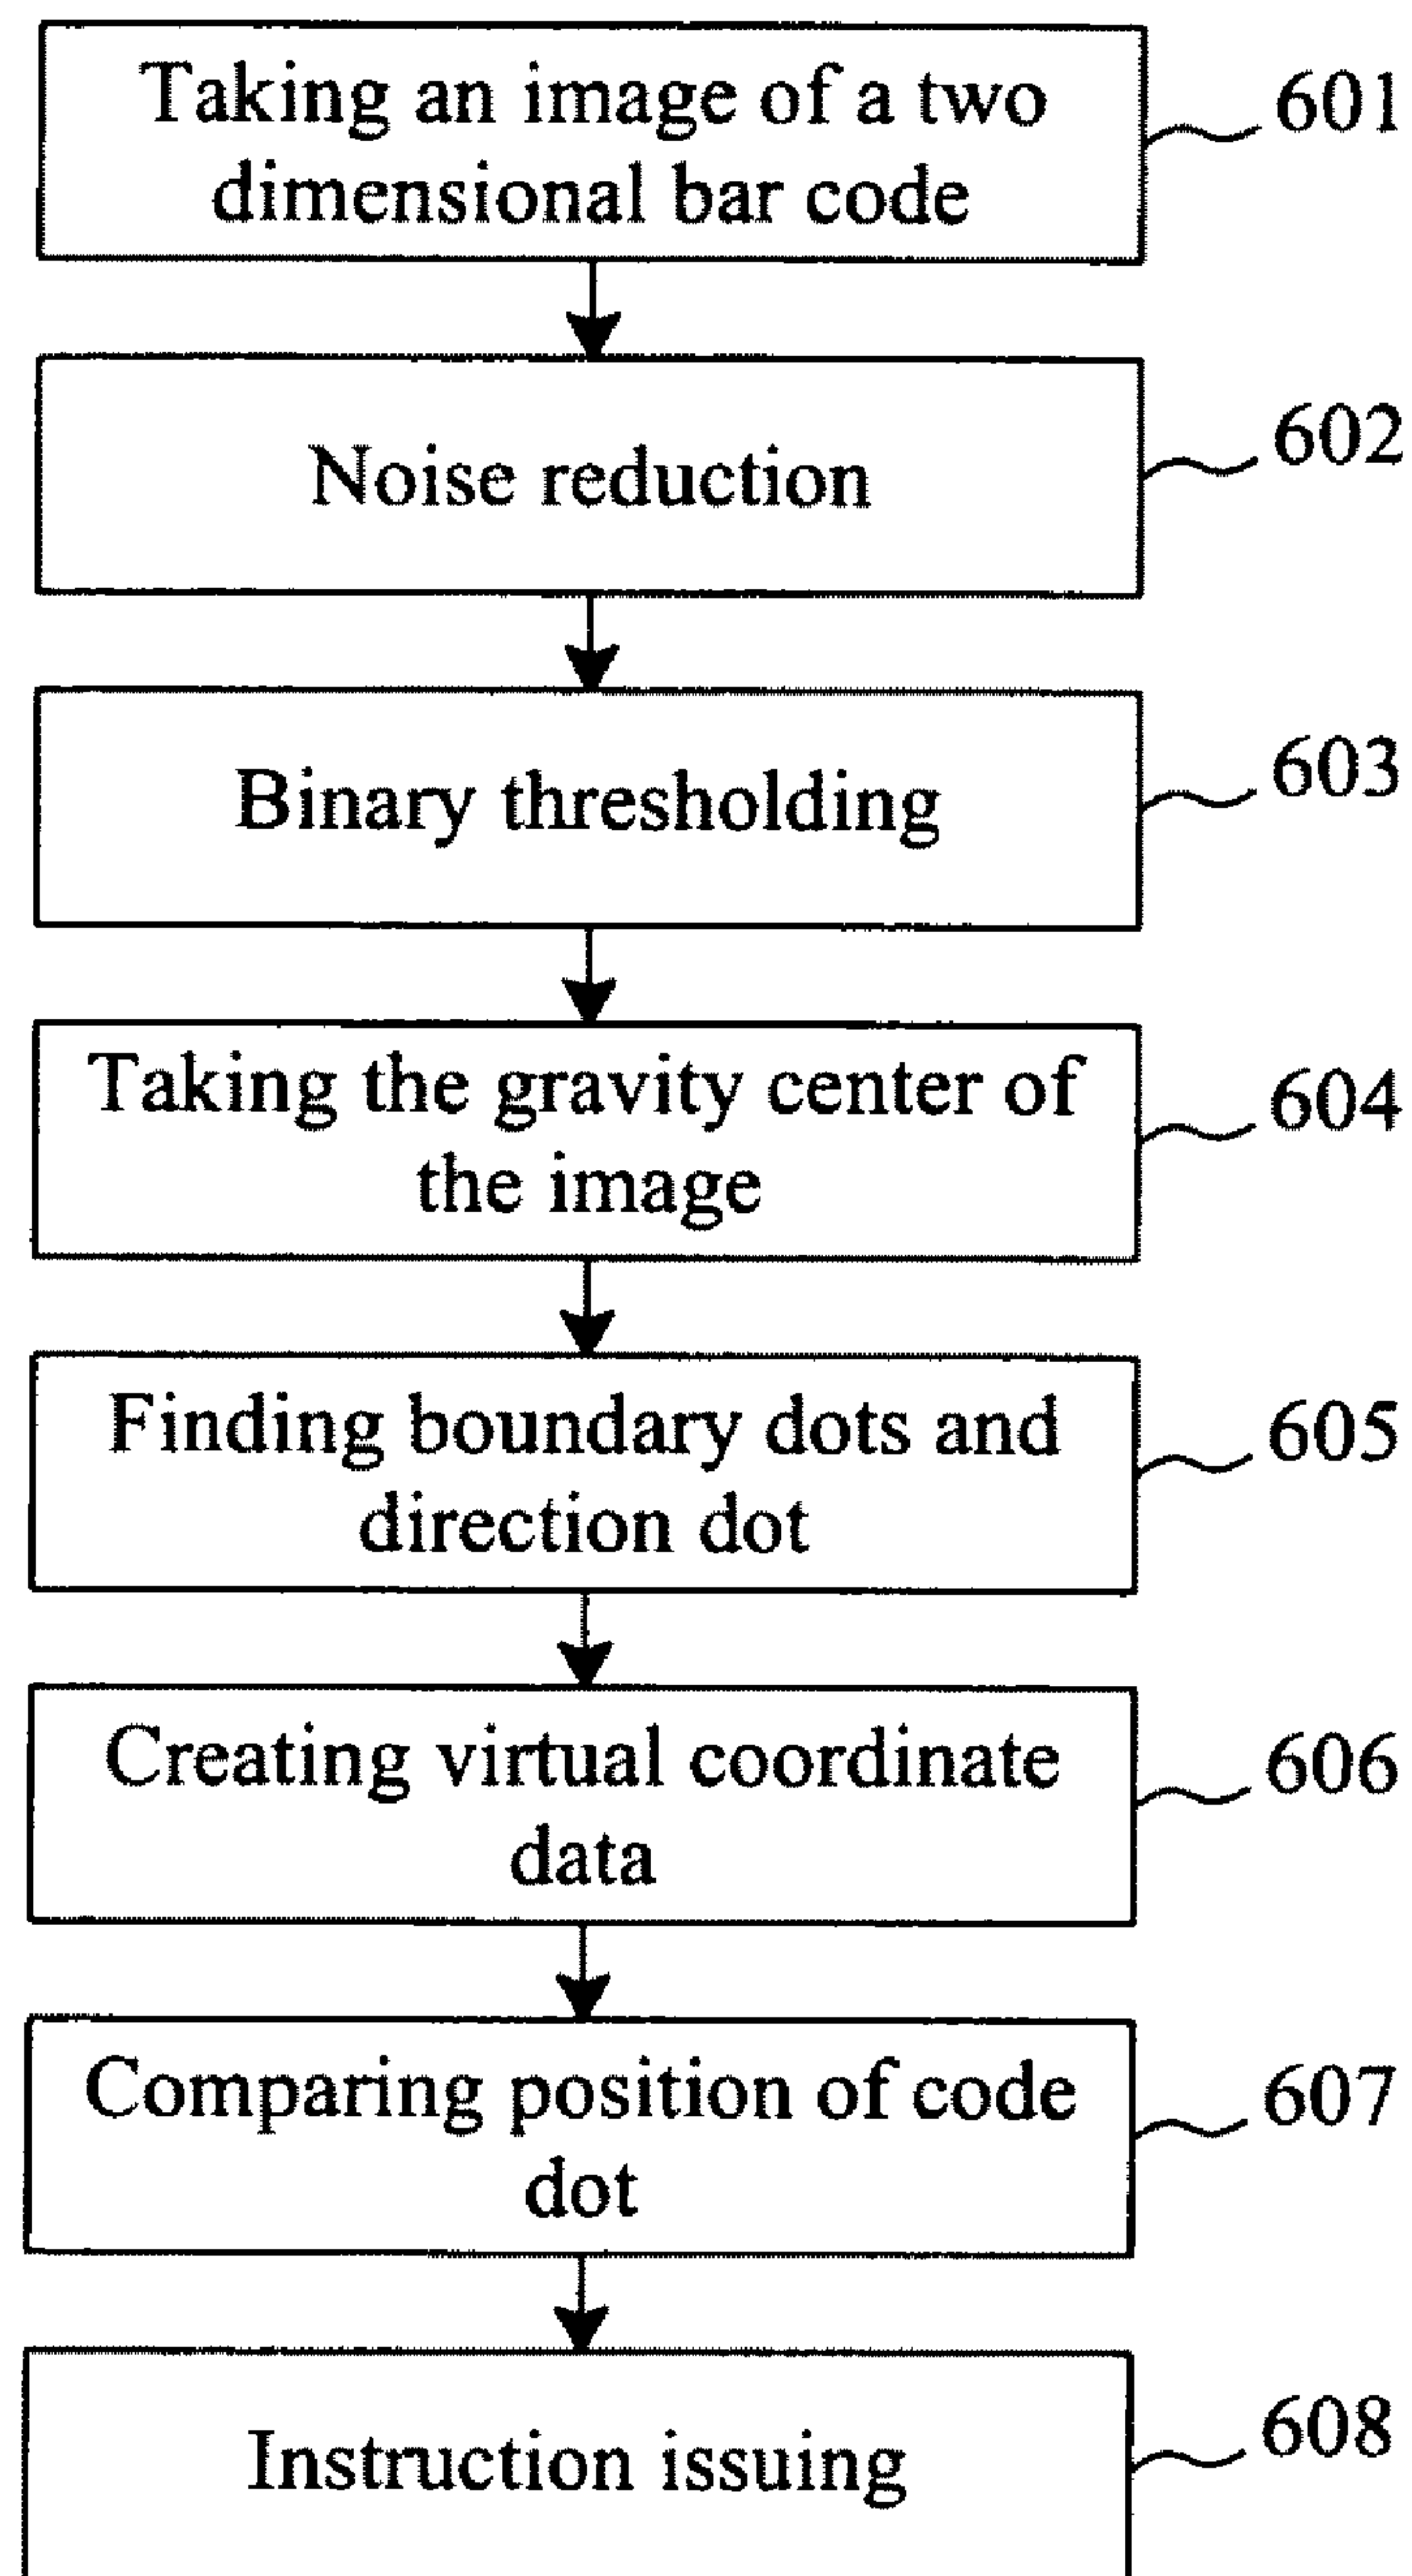 Taking an image of a two
dimensional bar code
601
Noise reduction
602
Binary thresholding
603
Taking the gravity center of
the image
604
Finding boundary dots and
direction dot
605
Creating virtual coordinate
data
606
Comparing position of code
dot
607
Instruction issuing
608